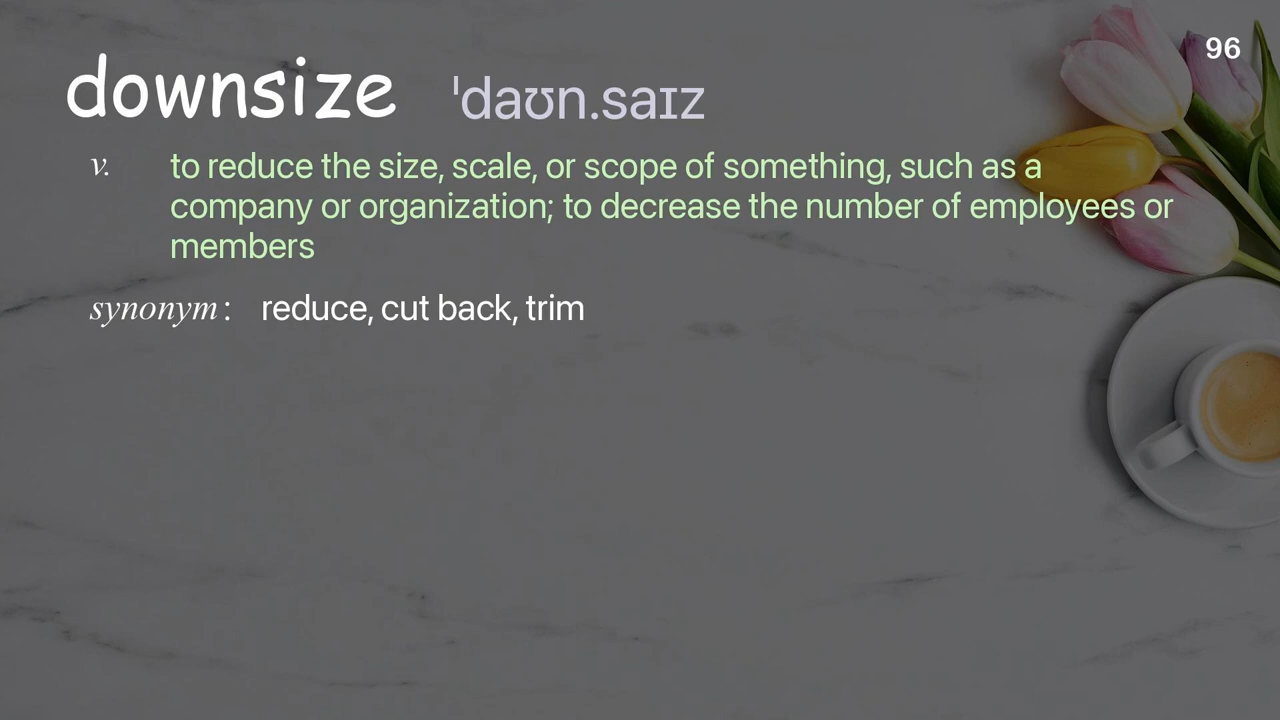 96
downsize ˈdaʊn.saɪz
v. to reduce the size, scale, or scope of something, such as a
company or organization; to decrease the number of employees or
members
synonym: reduce, cut back, trim